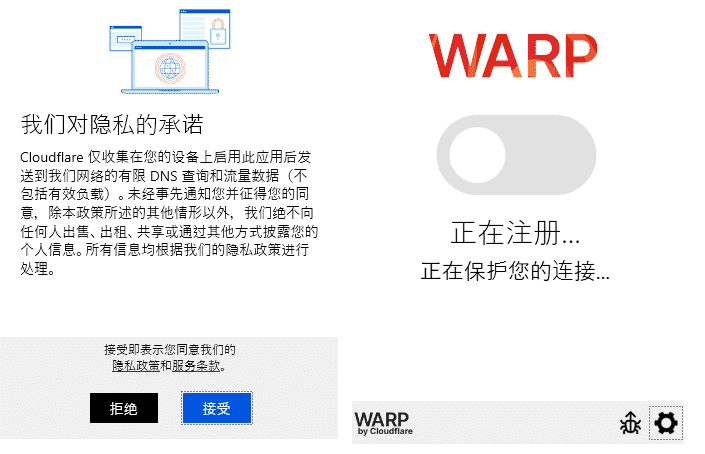 我们对隐私的承诺
Cloudflare 仅收集在您的设备上启用此应用后发
送到我们网络的有限 DNS 查询和流量数据（不
包括有效负载）。未经事先通知您并征得您的同
意，除本政策所述的其他情形以外，我们绝不向
任何人出售、出租、共享或通过其他方式披露您的
个人信息。所有信息均根据我们的隐私政策进行
处理。
接受即表示您同意我们的
隐私政策和服务条款。
拒绝
接受
WARP
正在注册...
正在保护您的连接...
WARP
by Cloudflare